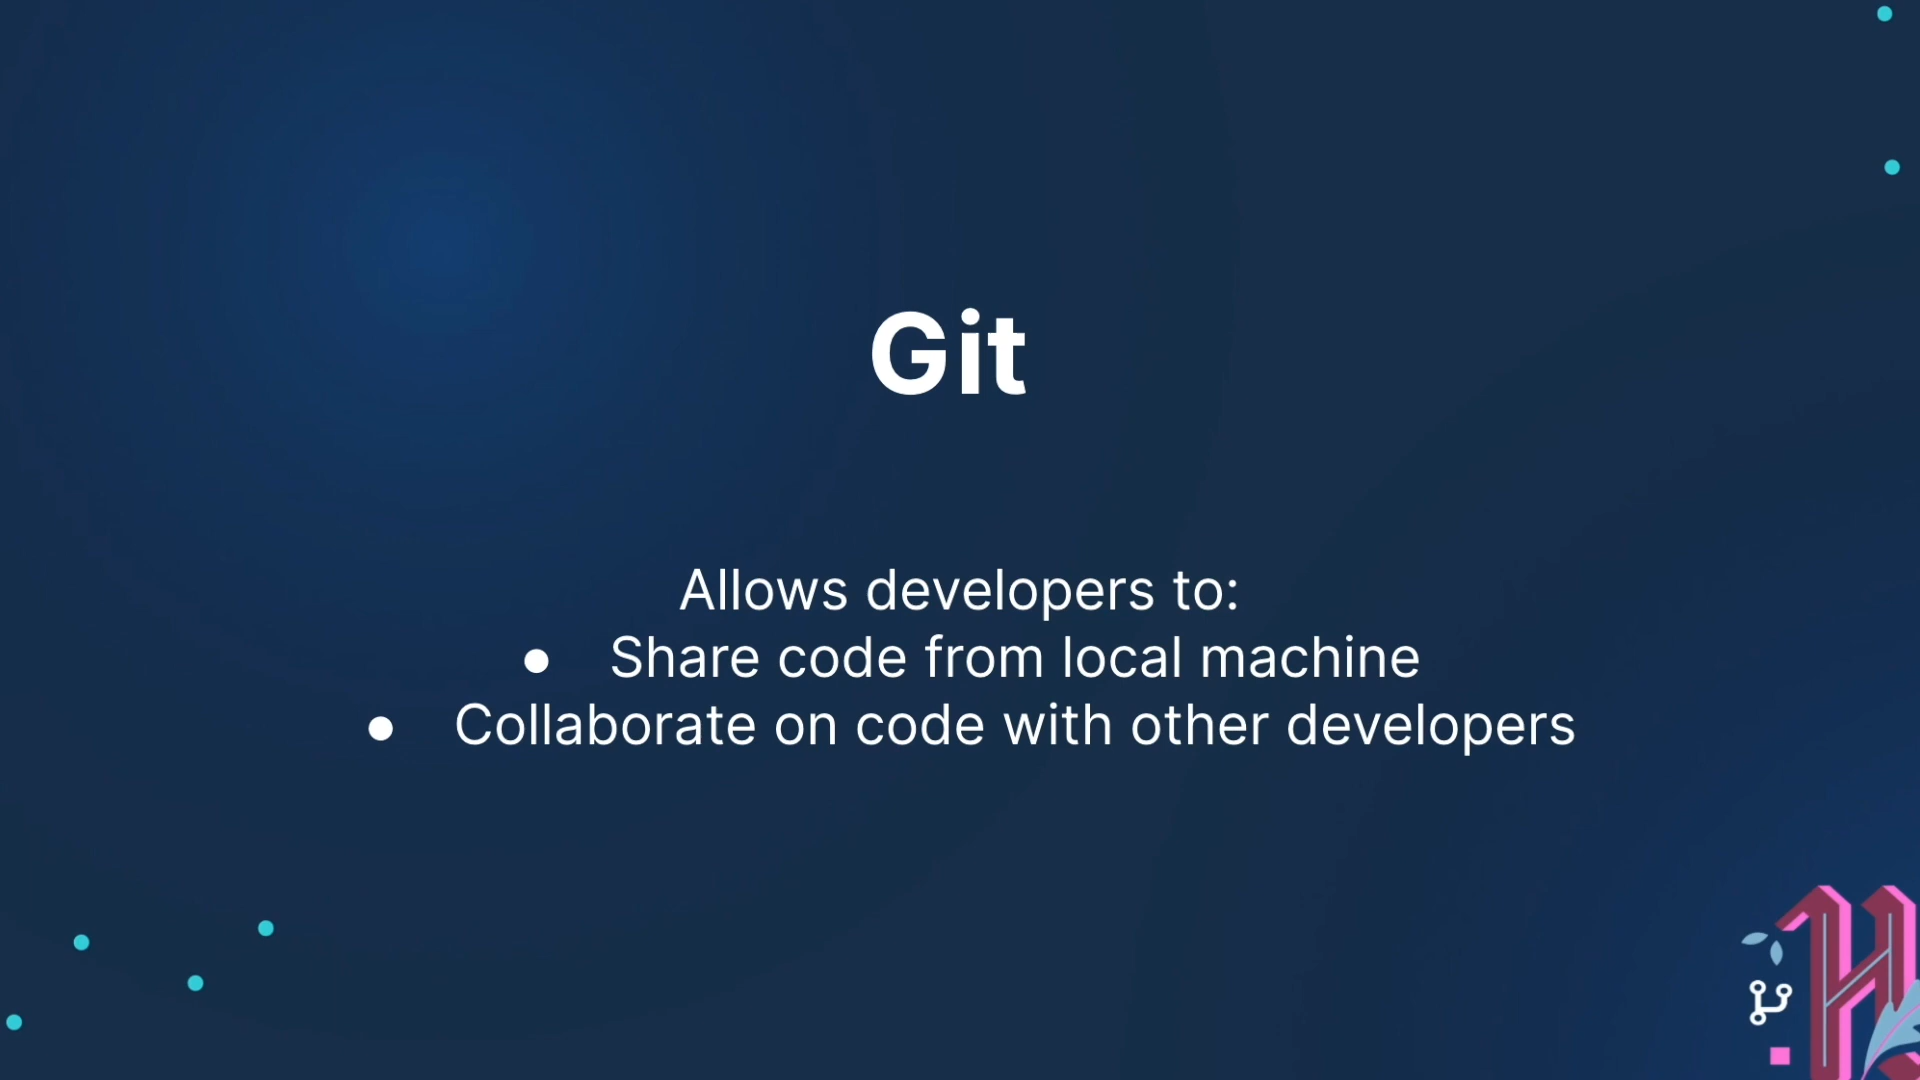 Git
Allows developers to:
● Share code from local machine
● Collaborate on code with other developers